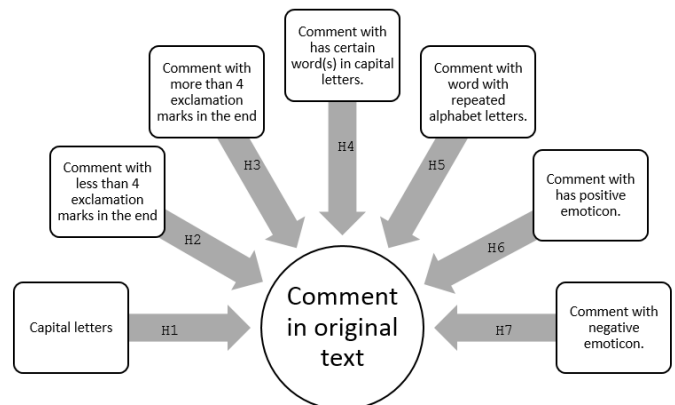 Comment with
has certain
word(s) in capital
letters.
Comment with
more than 4
exclamation
marks in the end
Comment with
word with
repeated
alphabet letters.
H4
H3
H5
Comment with
less than 4
exclamation
marks in the end
Comment with
has positive
emoticon.
H2
H6
Capital letters
H1
Comment
in original
text
H7
Comment with
negative
emoticon.